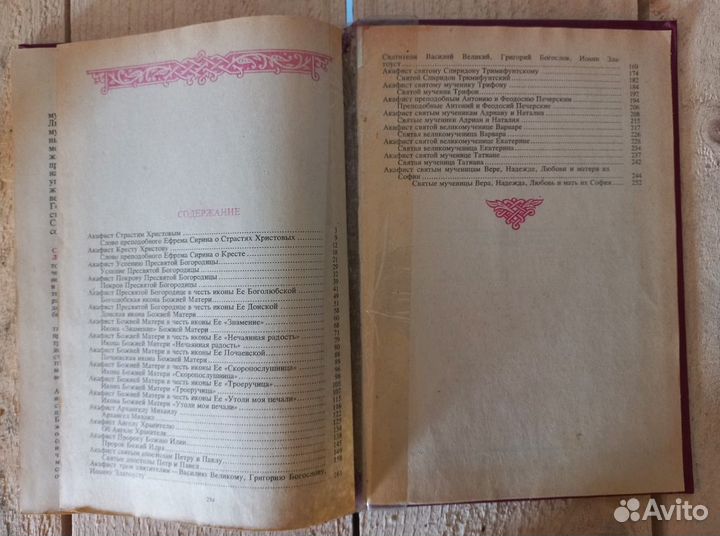 СОДЕРЖАНИЕ
Акафист Страстям Христовым
Слово преподобного Ефрема Сирина о Страстях Христовых
Акафист Кресту Христову
Слово преподобного Ефрема Сирина о Кресте
Акафист Успению Пресвятой Богородицы
Успение Пресвятой Богородицы
Акафист Покрову Пресвятой Богородицы
Покров Пресвятой Богородицы
Акафист Пресвятой Богородице в честь иконы Ее Боголюбской
Боголюбская икона Божией Матери
Акафист Пресвятой Богородице в честь иконы Ее Донской
Донская икона Божией Матери
Акафист Божией Матери в честь иконы Ее «Знамение»
Икона «Знамение» Божией Матери
Акафист Божией Матери в честь иконы Ее «Нечаянная радость»
Икона Божией Матери «Нечаянная радость»
Акафист Божией Матери в честь иконы Ее Почаевской
Почаевская икона Божией Матери
Акафист Божией Матери в честь иконы Ее «Скоропослушница»
Икона Божией Матери «Скоропослушница»
Акафист Божией Матери в честь иконы Ее «Троеручица»
Икона Божией Матери «Троеручица»
Акафист Божией Матери в честь иконы Ее «Утоли моя печали»
Икона Божией Матери «Утоли моя печали»
Акафист Архангелу Михаилу
Архангел Михаил
Акафист Ангелу Хранителю
Об Ангеле Хранителе
Акафист Пророку Божию Илии
Пророк Божий Илия
Акафист святым апостолам Петру и Павлу
Святые апостолы Петр и Павел
Акафист трем святителям — Василию Великому, Григорию Богослову,
Иоанну Златоусту 161
254
Святители Василий Великий, Григорий Богослов, Иоанн Зла-
тоуст 169
Акафист святому Спиридону Тримифунтскому 174
Святой Спиридон Тримифунтский 182
Акафист святому мученику Трифону 184
Святой мученик Трифон 192
Акафист преподобным Антонию и Феодосию Печерским 194
Преподобные Антоний и Феодосий Печерские 206
Акафист святым мученикам Адриану и Наталии 208
Святые мученики Адриан и Наталия 215
Акафист святой великомученице Варваре 217
Святая великомученица Варвара 226
Акафист святой великомученице Екатерине 228
Святая великомученица Екатерина 234
Акафист святой мученице Татиане 237
Святая мученица Татиана 242
Акафист святым мученицам Вере, Надежде, Любови и матери их
Софии 244
Святые мученицы Вера, Надежда, Любовь и мать их София 252
Avito